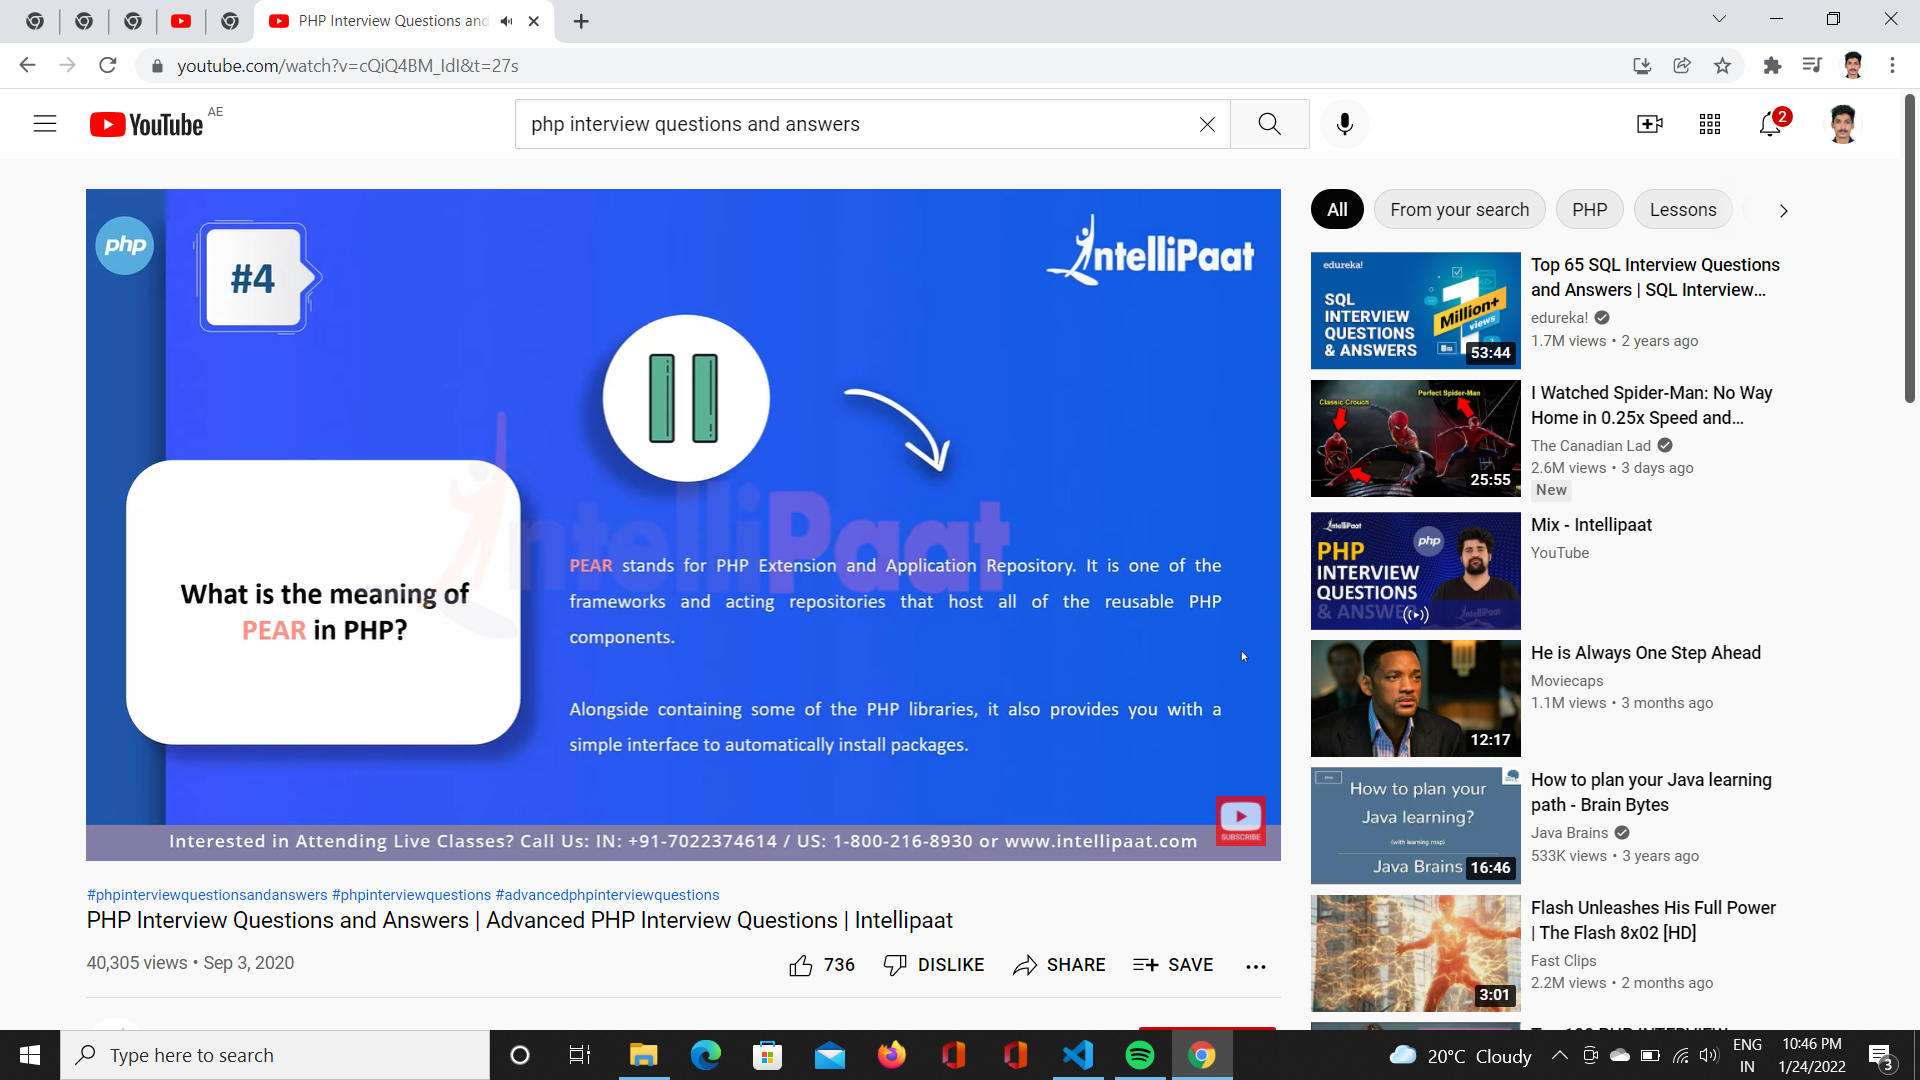 PHP Interview Questions and
youtube.com/watch?v=cQiQ4BM_IdI&t=27s
YouTube
AE
php interview questions and answers
2
php
#4
IntelliPaat
What is the meaning of
PEAR in PHP?
IntelliPaat
PEAR stands for PHP Extension and Application Repository. It is one of the
frameworks and acting repositories that host all of the reusable PHP
components.
Alongside containing some of the PHP libraries, it also provides you with a
simple interface to automatically install packages.
SUBSCRIBE
Interested in Attending Live Classes? Call Us: IN: +91-7022374614 / US: 1-800-216-8930 or www.intellipaat.com
#phpinterviewquestionsandanswers #phpinterviewquestions #advancedphpinterviewquestions
PHP Interview Questions and Answers | Advanced PHP Interview Questions | Intellipaat
40,305 views • Sep 3, 2020
736 DISLIKE SHARE SAVE
All From your search PHP Lessons
edureka!
SQL
INTERVIEW
QUESTIONS
& ANSWERS
1
Million+
views
53:44
Top 65 SQL Interview Questions
and Answers | SQL Interview...
edureka!
1.7M views • 2 years ago
Classic Crouch
Perfect Spider-Man
25:55
I Watched Spider-Man: No Way
Home in 0.25x Speed and...
The Canadian Lad
2.6M views • 3 days ago
New
IntelliPaat
php
PHP
INTERVIEW
QUESTIONS
& ANSWERS
IntelliPaat
Mix - Intellipaat
YouTube
12:17
He is Always One Step Ahead
Moviecaps
1.1M views • 3 months ago
How to plan your
Java learning?
(with learning map)
Java Brains
16:46
How to plan your Java learning
path - Brain Bytes
Java Brains
533K views • 3 years ago
3:01
Flash Unleashes His Full Power
| The Flash 8x02 [HD]
Fast Clips
2.2M views • 2 months ago
Type here to search
20°C Cloudy
ENG
IN
10:46 PM
1/24/2022
3